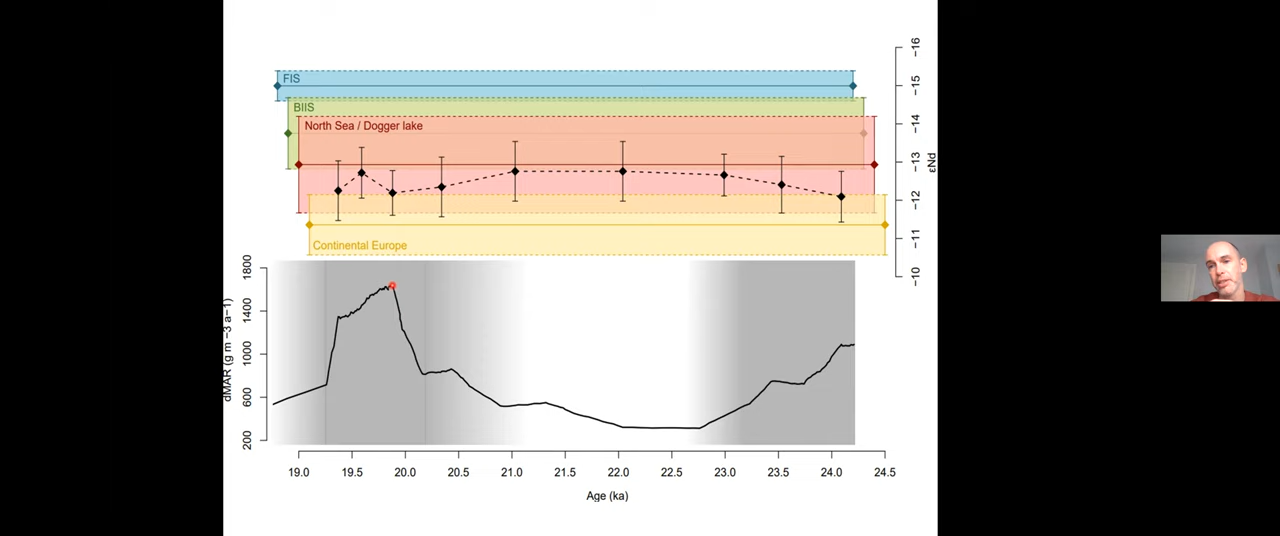 FIS
BIIS
North Sea / Dogger lake
Continental Europe
-16
-15
-14
-13
-12
-11
-10
εNd
1800
1400
1000
600
200
dMAR (g m −3 a−1)
19.0 19.5 20.0 20.5 21.0 21.5 22.0 22.5 23.0 23.5 24.0 24.5
Age (ka)